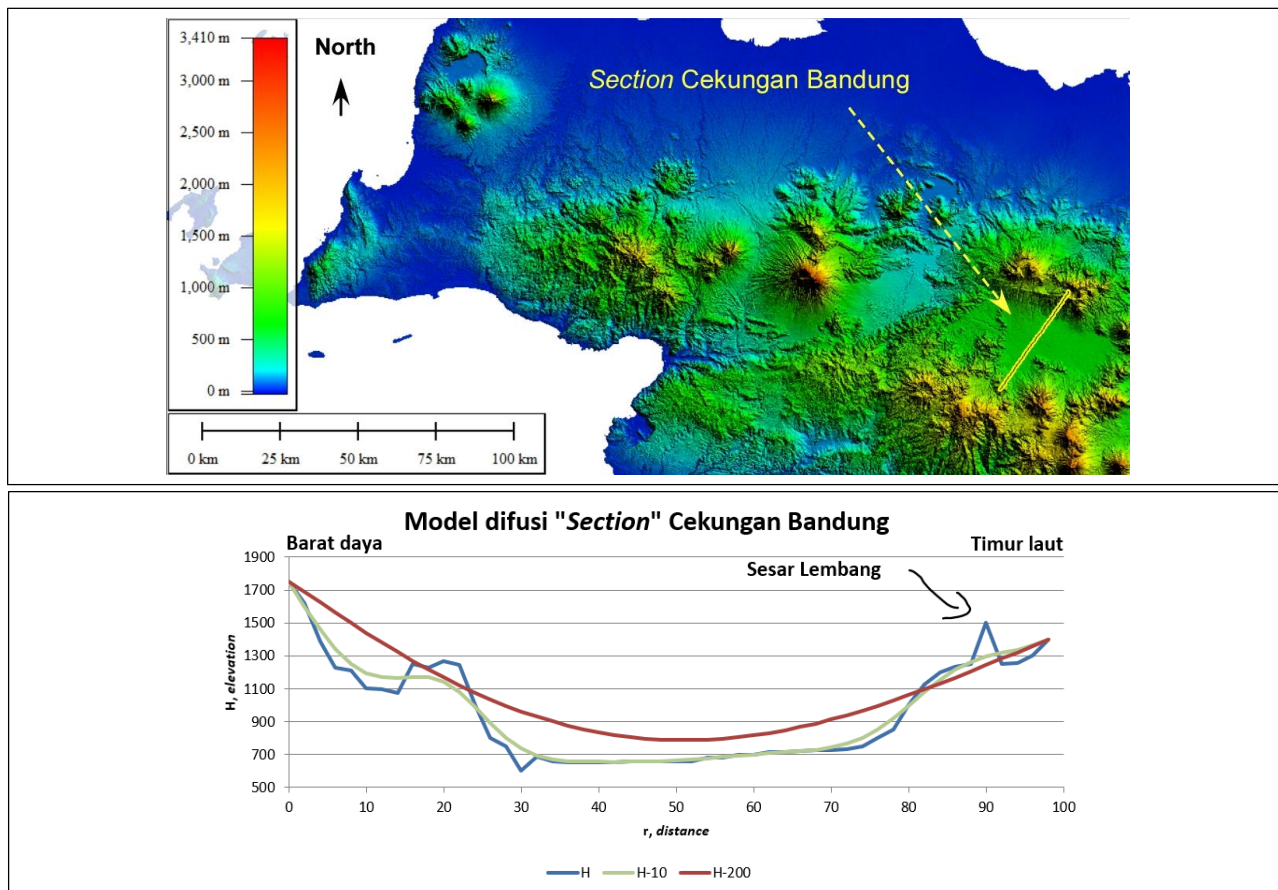 3,410 m
3,000 m
2,500 m
2,000 m
1,500 m
1,000 m
500 m
0 m
North
Section Cekungan Bandung
0 km 25 km 50 km 75 km 100 km
Model difusi "Section" Cekungan Bandung
Barat daya
Timur laut
Sesar Lembang
1900
1700
1500
1300
1100
900
700
500
H, elevation
0 10 20 30 40 50 60 70 80 90 100
r, distance
H H-10 H-200